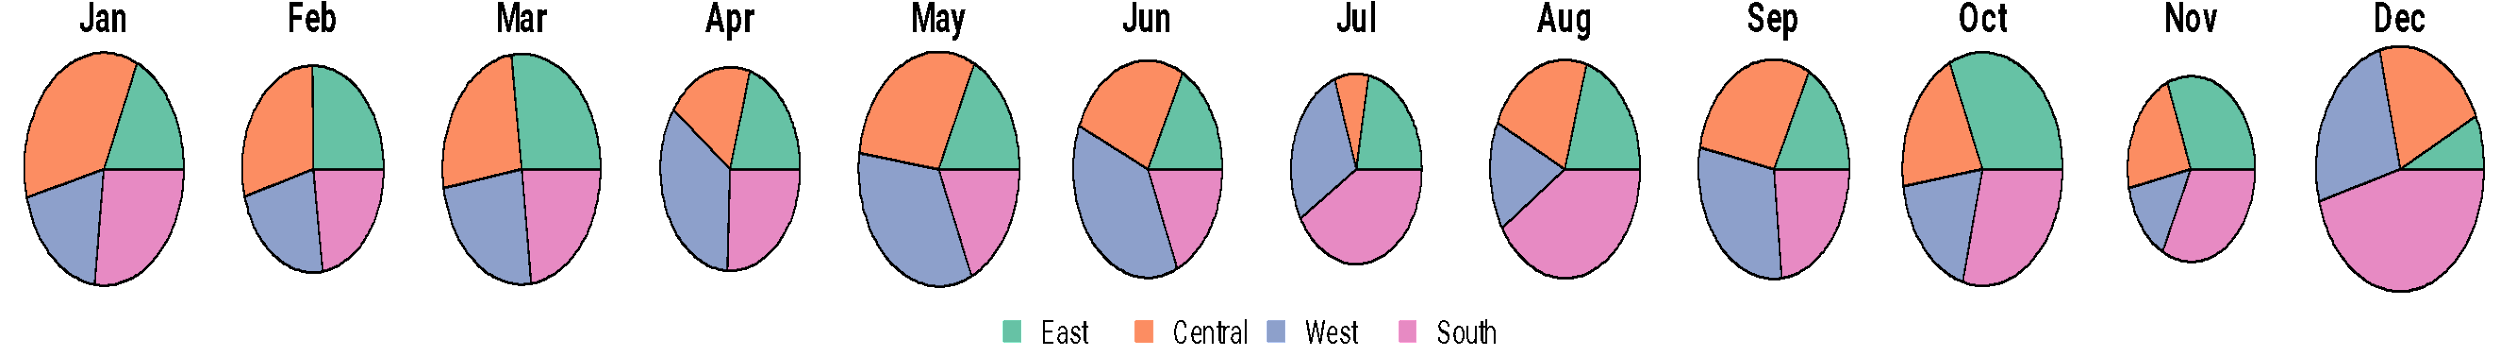 Jan Feb Mar Apr May Jun Jul Aug Sep Oct Nov Dec
East Central West South